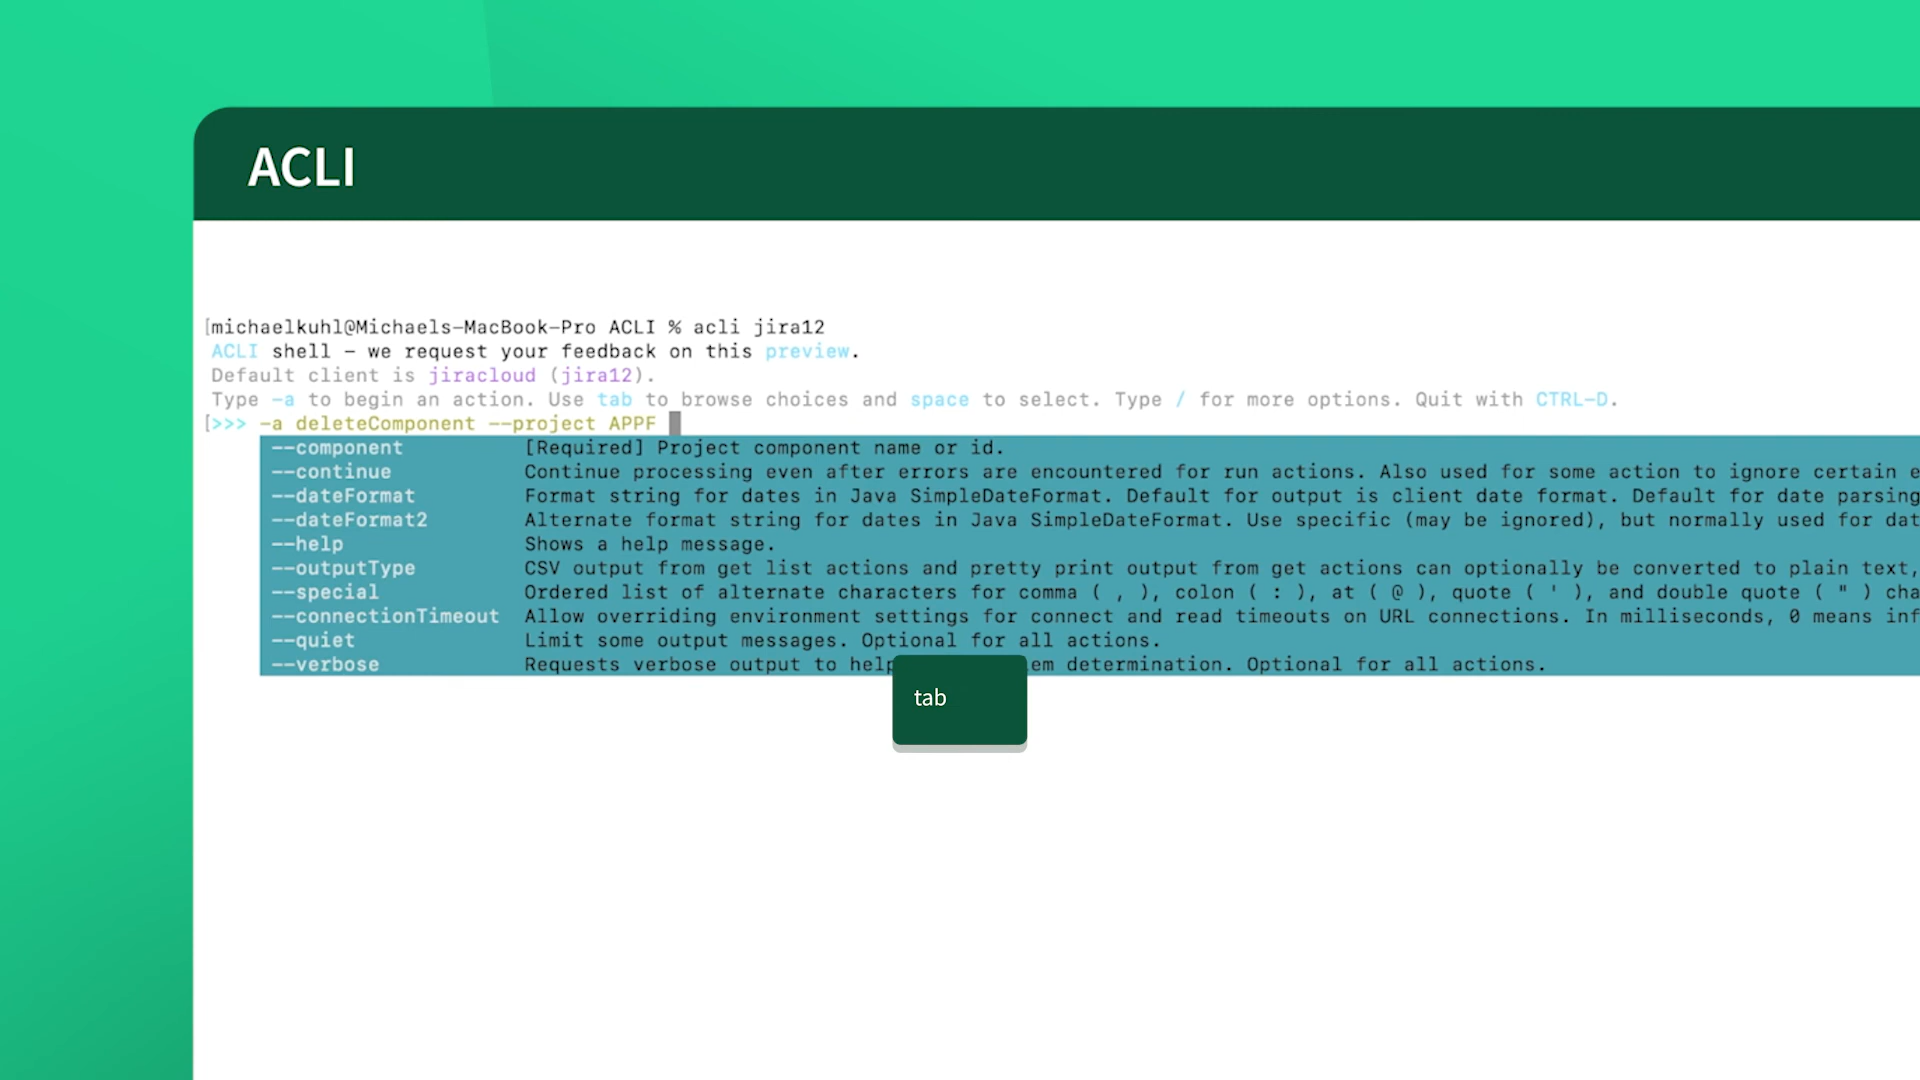 ACLI
[michaelkuhl@Michaels-MacBook-Pro ACLI % acli jira12
ACLI shell – we request your feedback on this preview.
Default client is jiracloud (jira12).
Type -a to begin an action. Use tab to browse choices and space to select. Type / for more options. Quit with CTRL-D.
[>>> -a deleteComponent --project APPF
--component [Required] Project component name or id.
--continue Continue processing even after errors are encountered for run actions. Also used for some action to ignore certain
--dateFormat Format string for dates in Java SimpleDateFormat. Default for output is client date format. Default for date parsing
--dateFormat2 Alternate format string for dates in Java SimpleDateFormat. Use specific (may be ignored), but normally used for
--help Shows a help message.
--outputType CSV output from get list actions and pretty print output from get actions can optionally be converted to plain text,
--special Ordered list of alternate characters for comma ( , ), colon ( : ), at ( @ ), quote ( ' ), and double quote ( " )
--connectionTimeout Allow overriding environment settings for connect and read timeouts on URL connections. In milliseconds, 0 means
--quiet Limit some output messages. Optional for all actions.
--verbose Requests verbose output to help determination. Optional for all actions.
tab